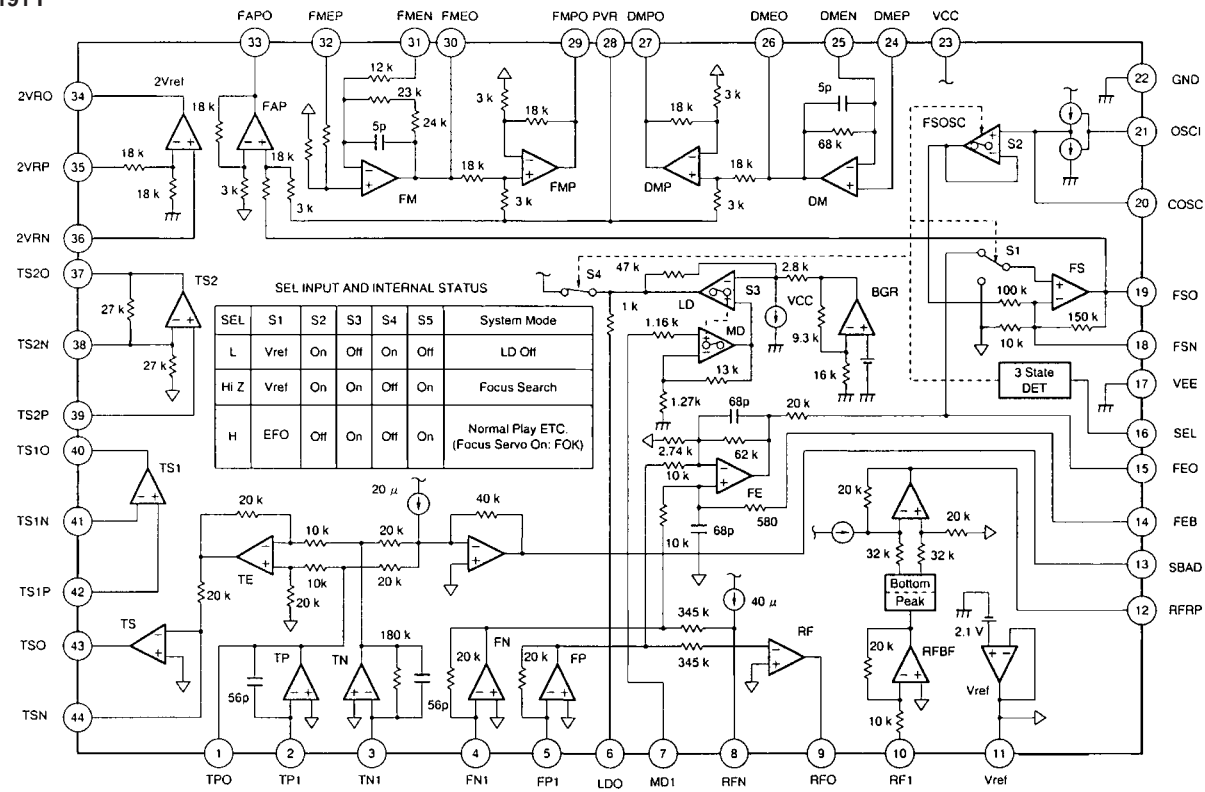 FAPO FMEP FMEN FMEO FMPO PVR DMPO DMEO DMEN DMEP VCC
33 32 31 30 29 28 27 26 25 24 23
34 2VRO
35 2VRP
36 2VRN
37 TS2O
38 TS2N
39 TS2P
40 TS1O
41 TS1N
42 TS1P
43 TSO
44 TSN
22 GND
21 OSCI
20 COSC
19 FSO
18 FSN
17 VEE
16 SEL
15 FEO
14 FEB
13 SBAD
12 RFRP
2Vref
18 k
FAP
18 k
18 k
18 k
3 k
3 k
12 k
23 k
24 k
5p
FM
18 k
3 k
18 k
FMP
3 k
18 k
3 k
DMP
18 k
3 k
5p
68 k
DM
FSOSC
S2
S1
FS
100 k
150 k
10 k
3 State
DET
TS2
27 k
27 k
TS1
SEL INPUT AND INTERNAL STATUS
SEL S1 S2 S3 S4 S5 System Mode
L Vref On Off On Off LD Off
Hi Z Vref On On Off On Focus Search
H EFO Off On Off On Normal Play ETC.
(Focus Servo On: FOK)
S4
47 k
1 k
LD
S3
2.8 k
VCC
BGR
9.3 k
16 k
1.16 k
MD
13 k
1.27k
68p
20 k
2.74 k
62 k
10 k
FE
580
10 k
68p
20 k
10 k
20 k
20 μ
40 k
TE
10k
20 k
20 k
20 k
TS
TP
TN
180 k
56p
56p
20 k
FN
20 k
FP
345 k
345 k
40 μ
RF
20 k
20 k
32 k
32 k
Bottom
Peak
20 k
RFBF
10 k
2.1 V
Vref
1 2 3 4 5 6 7 8 9 10 11
TPO TP1 TN1 FN1 FP1 LDO MD1 RFN RFO RF1 Vref